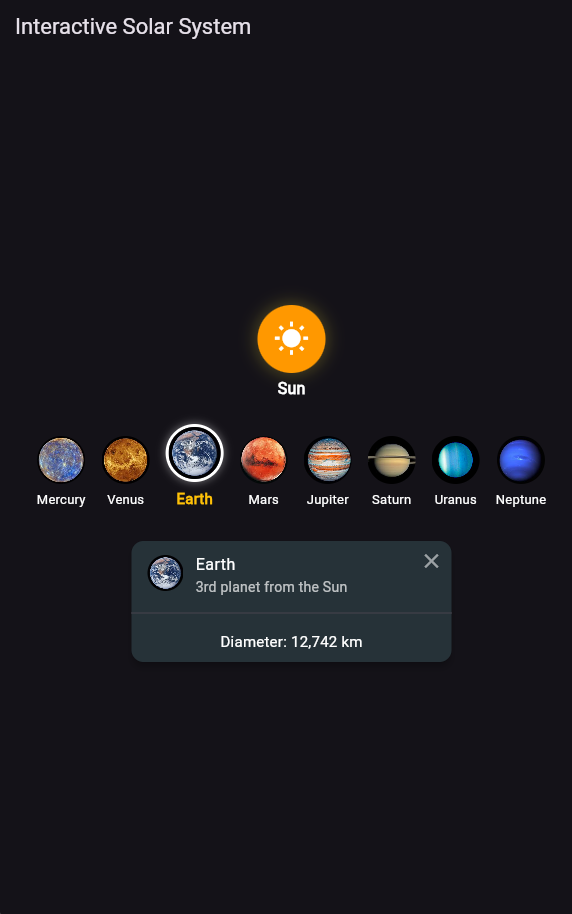 Interactive Solar System
Sun
Mercury Venus Earth Mars Jupiter Saturn Uranus Neptune
Earth
3rd planet from the Sun
Diameter: 12,742 km